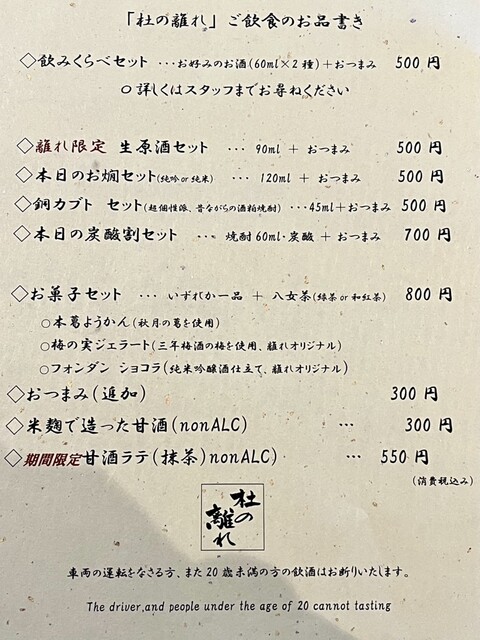 「杜の離れ」ご飲食のお品書き
◇飲みくらべセット …お好みのお酒(60ml×2種)+おつまみ 500円
○詳しくはスタッフまでお尋ねください
◇離れ限定 生原酒セット … 90ml + おつまみ 500円
◇本日のお燗セット(純吟or純米) … 120ml + おつまみ 500円
◇銅カブト セット(超個性派、昔ながらの酒粕焼酎) …45ml+おつまみ 500円
◇本日の炭酸割セット … 焼酎60ml・炭酸 + おつまみ 700円
◇お菓子セット … いずれか一品 + 八女茶(緑茶or和紅茶) 800円
○本葛ようかん(秋月の葛を使用)
○梅の実ジェラート(三年梅酒の梅を使用、離れオリジナル)
○フォンダン ショコラ(純米吟醸酒仕立て、離れオリジナル)
◇おつまみ(追加) 300円
◇米麹で造った甘酒(nonALC) … 300円
◇期間限定甘酒ラテ(抹茶)nonALC) … 550円
(消費税込み)
杜の
離れ
車両の運転をなさる方、また20歳未満の方の飲酒はお断りいたします。
The driver,and people under the age of 20 cannot tasting